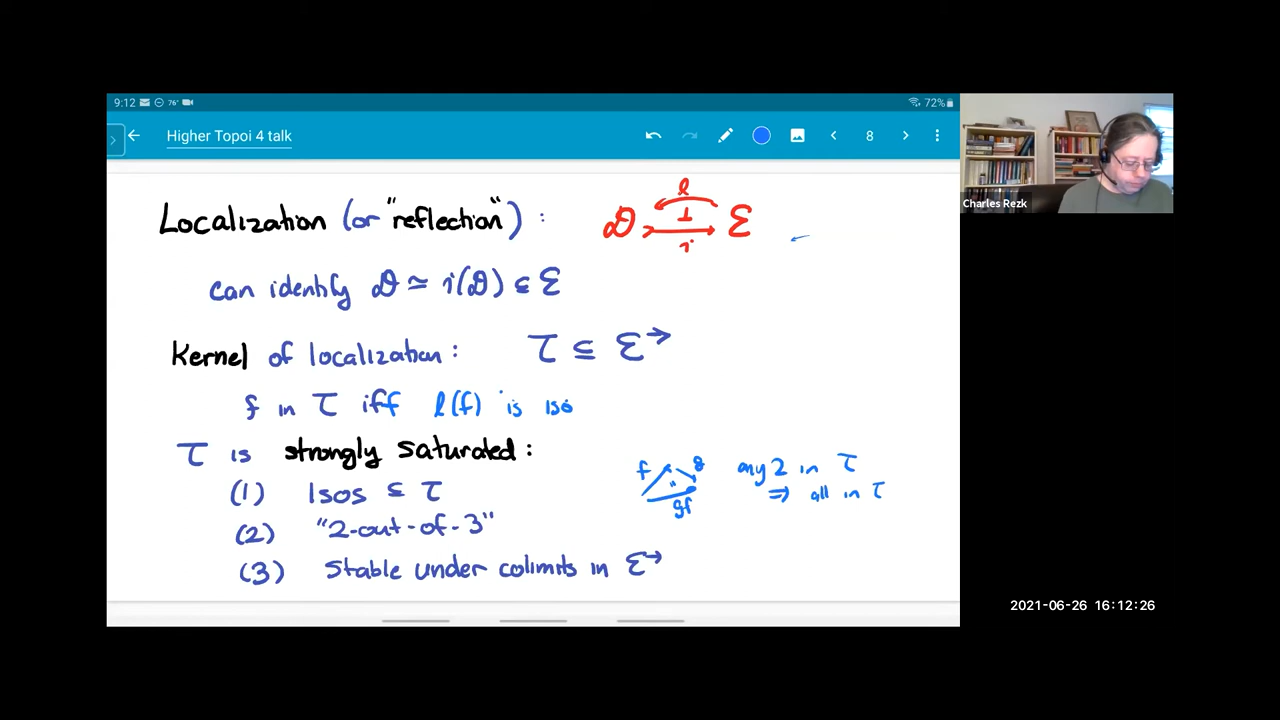 9:12 76° 72%
Higher Topoi 4 talk 8
Charles Rezk
Localization (or "reflection") : 𝒟 ℰ
l
⊥
i
can identify 𝒟 ≃ i(𝒟) ⊆ ℰ
Kernel of localization: τ ⊆ ℰ→
f in τ iff l(f) is iso
τ is strongly saturated:
(1) Isos ⊆ τ
(2) "2-out-of-3"
(3) Stable under colimits in ℰ→
f g
gf
any 2 in τ
⇒ all in τ
2021-06-26 16:12:26